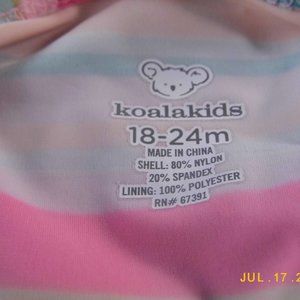 koalakids
18-24m
MADE IN CHINA
SHELL: 80% NYLON
20% SPANDEX
LINING: 100% POLYESTER
RN# 67391
JUL.17.2